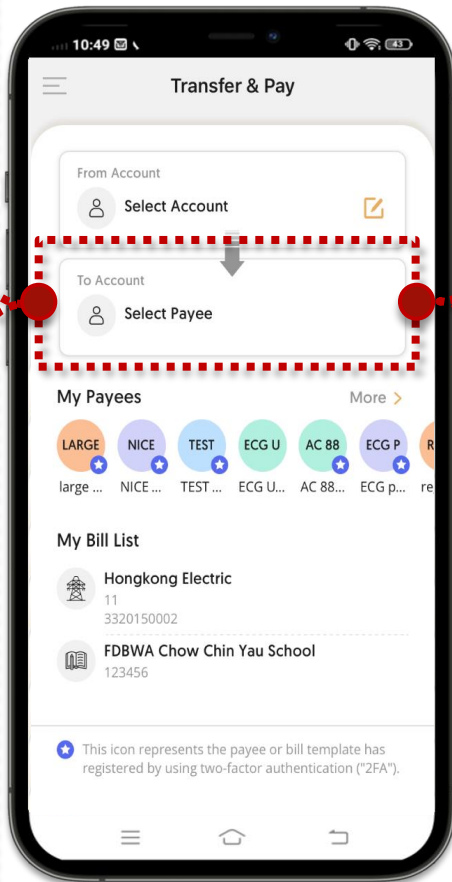 10:49
43
Transfer & Pay
From Account
Select Account
To Account
Select Payee
My Payees
More >
LARGE NICE TEST ECG U AC 88 ECG P R
large ... NICE ... TEST ... ECG U... AC 88... ECG p... re
My Bill List
Hongkong Electric
11
3320150002
FDBWA Chow Chin Yau School
123456
This icon represents the payee or bill template has
registered by using two-factor authentication ("2FA").